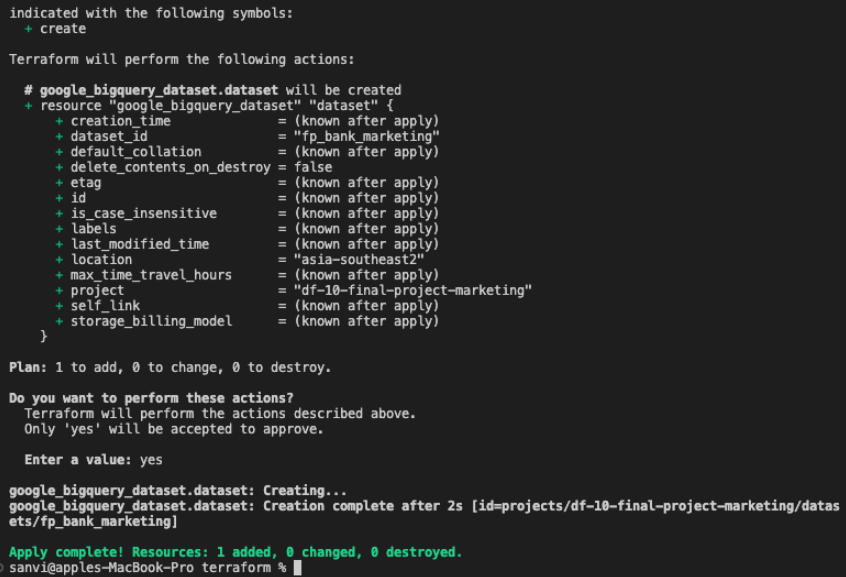 indicated with the following symbols:
  + create

Terraform will perform the following actions:

  # google_bigquery_dataset.dataset will be created
  + resource "google_bigquery_dataset" "dataset" {
      + creation_time              = (known after apply)
      + dataset_id                 = "fp_bank_marketing"
      + default_collation          = (known after apply)
      + delete_contents_on_destroy = false
      + etag                       = (known after apply)
      + id                         = (known after apply)
      + is_case_insensitive        = (known after apply)
      + labels                     = (known after apply)
      + last_modified_time         = (known after apply)
      + location                   = "asia-southeast2"
      + max_time_travel_hours      = (known after apply)
      + project                    = "df-10-final-project-marketing"
      + self_link                  = (known after apply)
      + storage_billing_model      = (known after apply)
    }

Plan: 1 to add, 0 to change, 0 to destroy.

Do you want to perform these actions?
  Terraform will perform the actions described above.
  Only 'yes' will be accepted to approve.

  Enter a value: yes

google_bigquery_dataset.dataset: Creating...
google_bigquery_dataset.dataset: Creation complete after 2s [id=projects/df-10-final-project-marketing/datas
ets/fp_bank_marketing]

Apply complete! Resources: 1 added, 0 changed, 0 destroyed.
sanvi@apples-MacBook-Pro terraform %